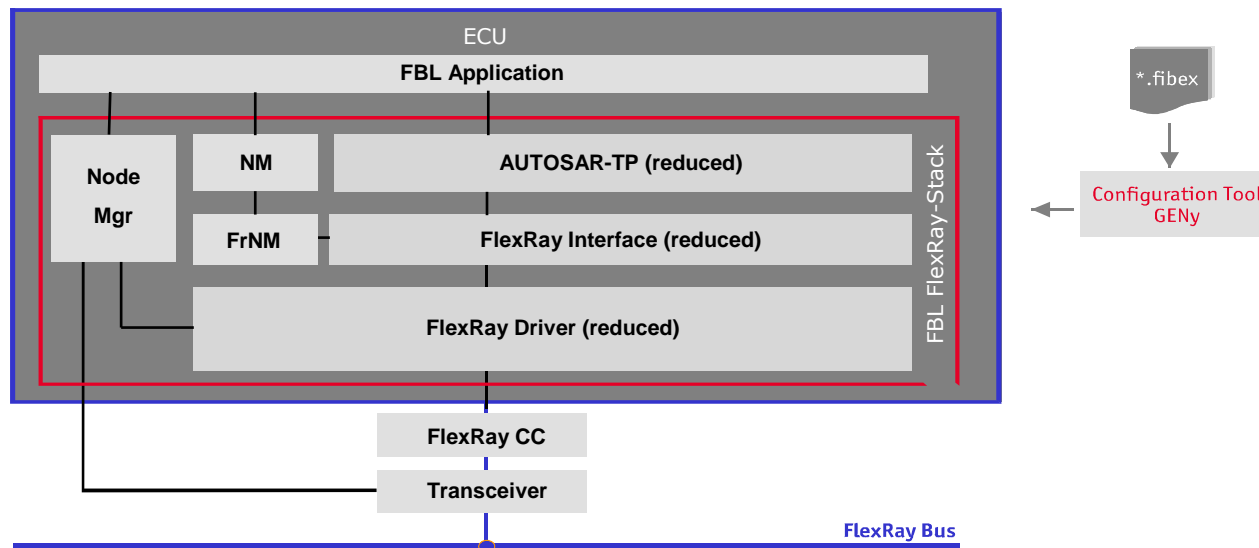 ECU
FBL Application
*.fibex
Node
Mgr
NM
AUTOSAR-TP (reduced)
FrNM
FlexRay Interface (reduced)
FlexRay Driver (reduced)
FBL FlexRay-Stack
Configuration Tool
GENy
FlexRay CC
Transceiver
FlexRay Bus